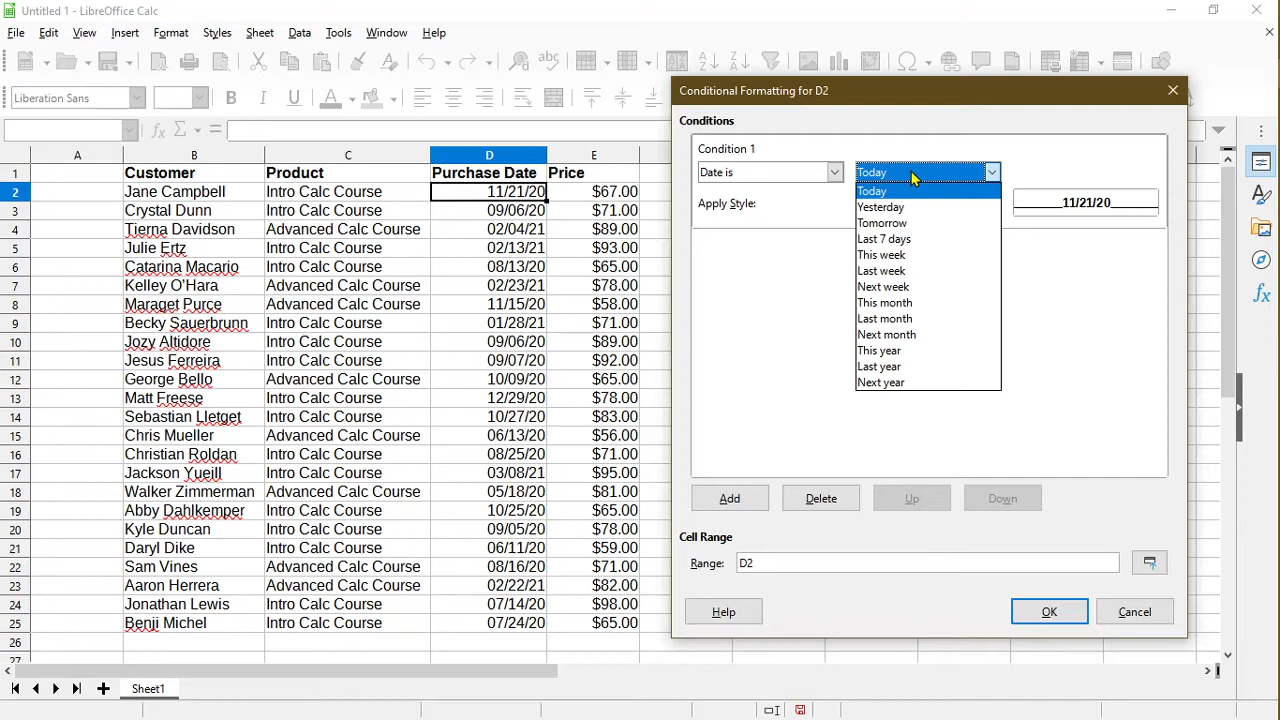 Untitled 1 - LibreOffice Calc
File Edit View Insert Format Styles Sheet Data Tools Window Help
Liberation Sans
A B C D E
1 Customer Product Purchase Date Price
2 Jane Campbell Intro Calc Course 11/21/20 $67.00
3 Crystal Dunn Intro Calc Course 09/06/20 $71.00
4 Tierna Davidson Advanced Calc Course 02/04/21 $89.00
5 Julie Ertz Intro Calc Course 02/13/21 $93.00
6 Catarina Macario Intro Calc Course 08/13/20 $65.00
7 Kelley O’Hara Advanced Calc Course 02/23/21 $78.00
8 Maraget Purce Advanced Calc Course 11/15/20 $58.00
9 Becky Sauerbrunn Intro Calc Course 01/28/21 $71.00
10 Jozy Altidore Intro Calc Course 09/06/20 $89.00
11 Jesus Ferreira Intro Calc Course 09/07/20 $92.00
12 George Bello Advanced Calc Course 10/09/20 $65.00
13 Matt Freese Intro Calc Course 12/29/20 $78.00
14 Sebastian Lletget Intro Calc Course 10/27/20 $83.00
15 Chris Mueller Advanced Calc Course 06/13/20 $56.00
16 Christian Roldan Intro Calc Course 08/25/20 $71.00
17 Jackson Yueill Intro Calc Course 03/08/21 $95.00
18 Walker Zimmerman Advanced Calc Course 05/18/20 $81.00
19 Abby Dahlkemper Intro Calc Course 10/25/20 $65.00
20 Kyle Duncan Intro Calc Course 09/05/20 $78.00
21 Daryl Dike Intro Calc Course 06/11/20 $59.00
22 Sam Vines Advanced Calc Course 08/16/20 $71.00
23 Aaron Herrera Advanced Calc Course 02/22/21 $82.00
24 Jonathan Lewis Intro Calc Course 07/14/20 $98.00
25 Benji Michel Intro Calc Course 07/24/20 $65.00
26
27
Sheet1
Conditional Formatting for D2
Conditions
Condition 1
Date is Today
Apply Style: 11/21/20
Today
Yesterday
Tomorrow
Last 7 days
This week
Last week
Next week
This month
Last month
Next month
This year
Last year
Next year
Add Delete Up Down
Cell Range
Range: D2
Help OK Cancel